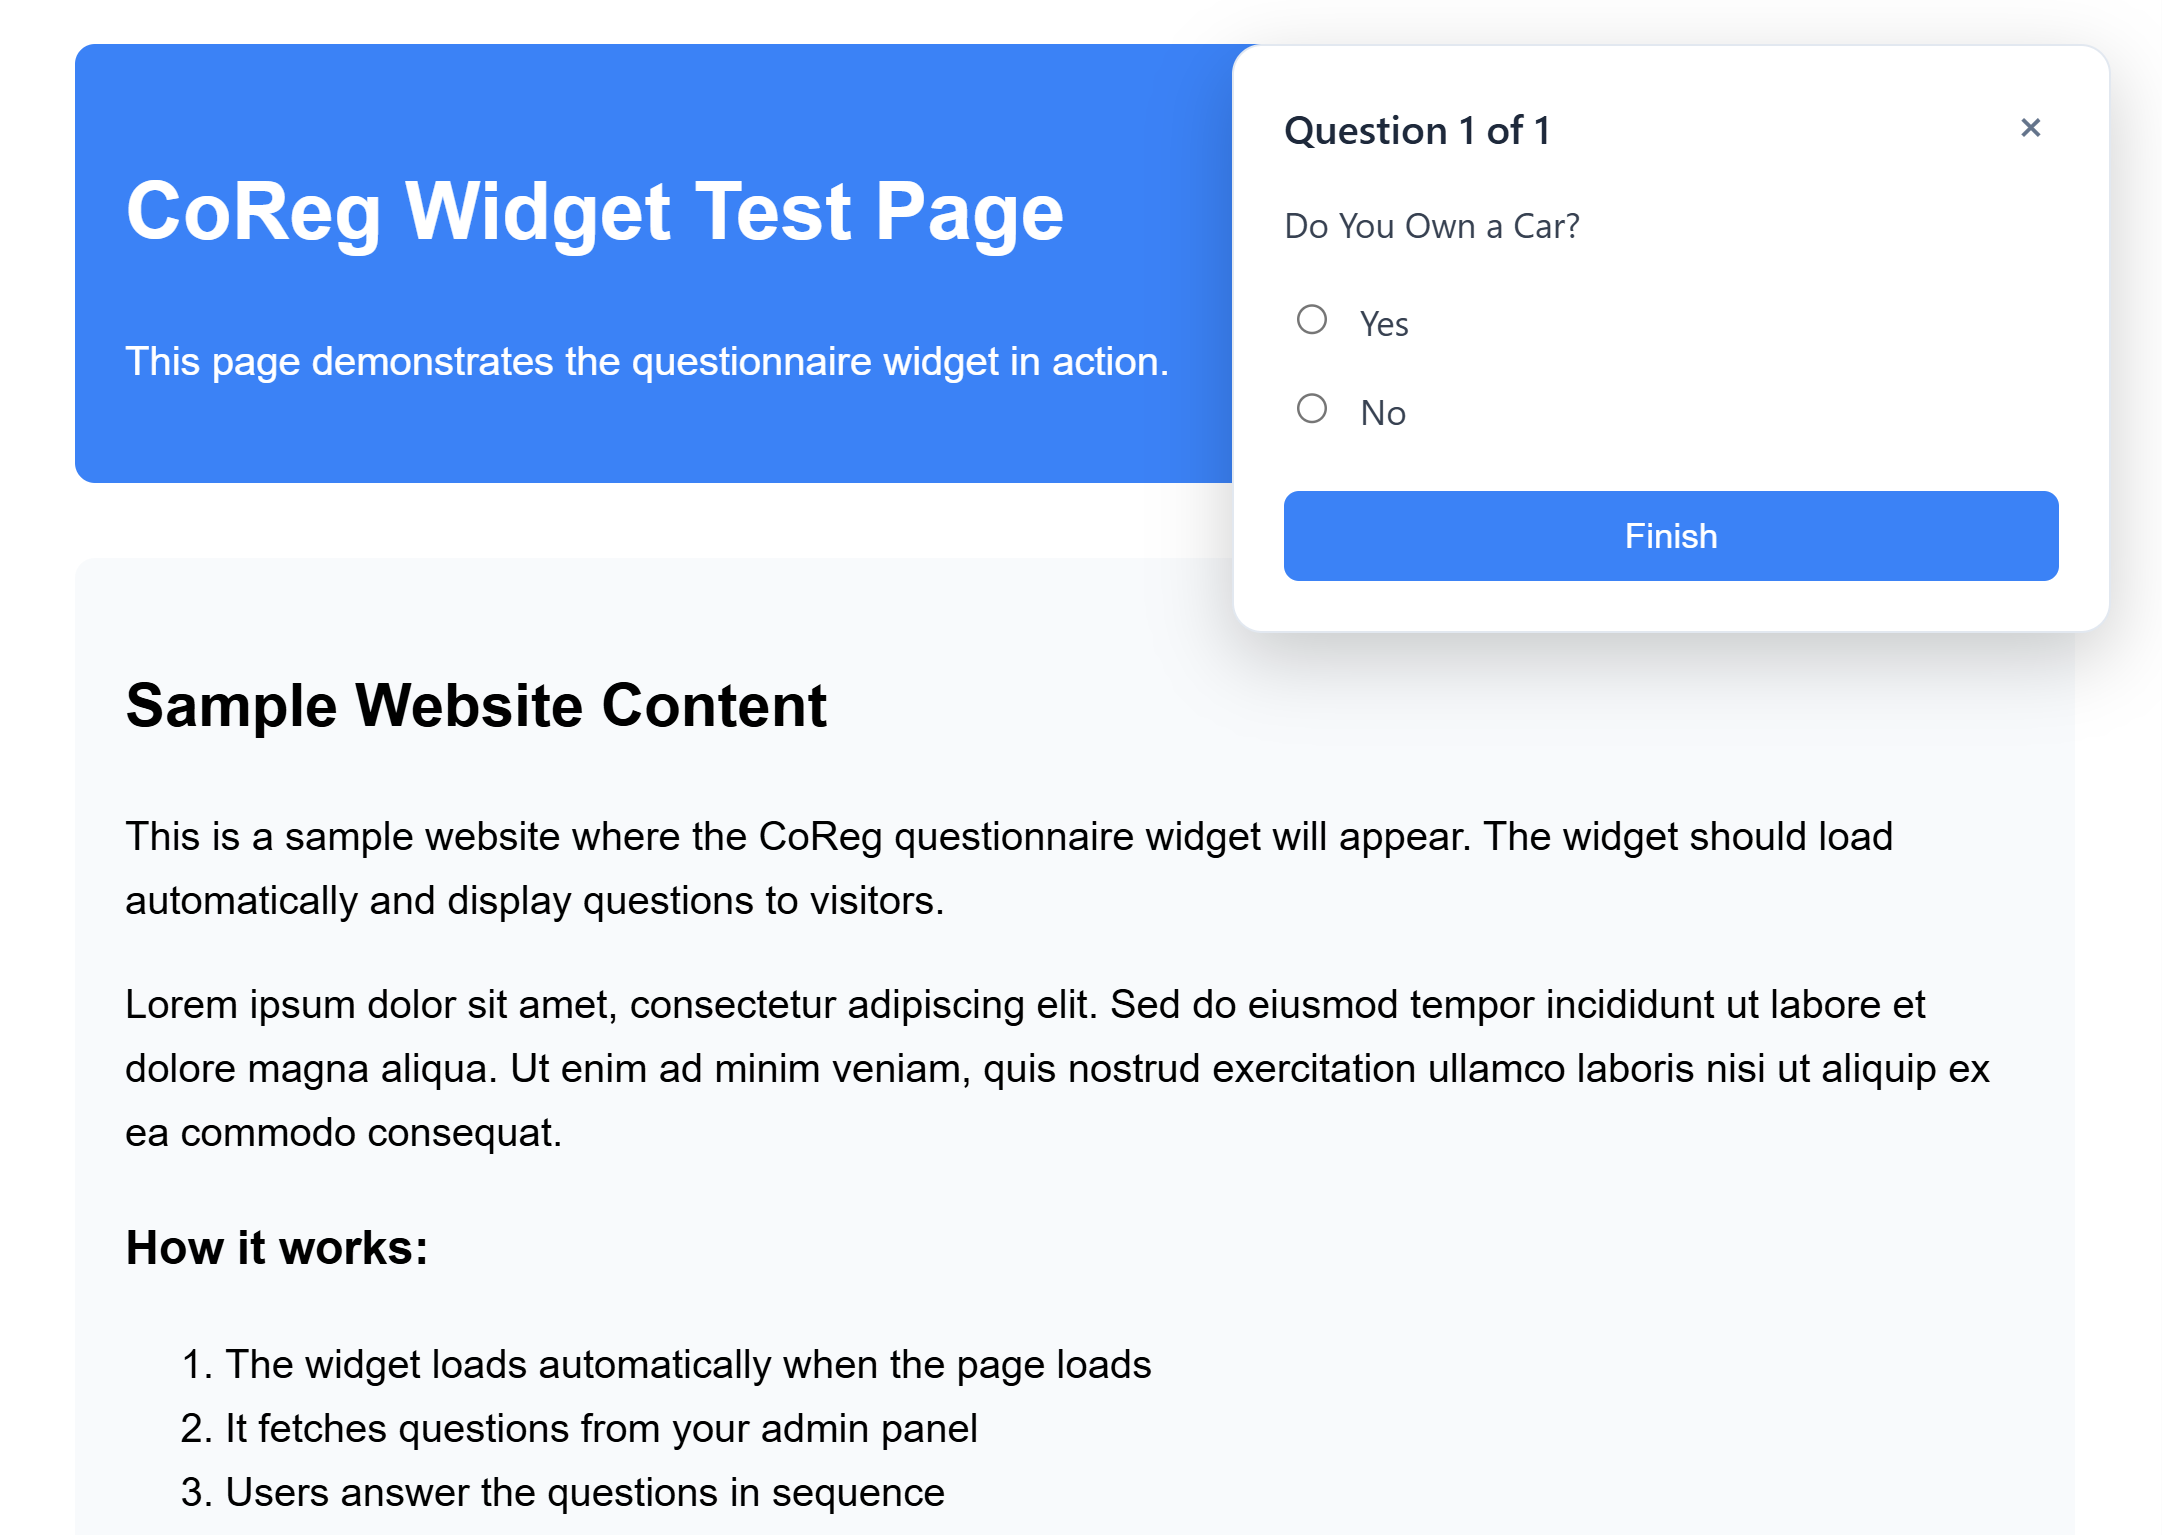 CoReg Widget Test Page
This page demonstrates the questionnaire widget in action.
Question 1 of 1
×
Do You Own a Car?
Yes
No
Finish
Sample Website Content
This is a sample website where the CoReg questionnaire widget will appear. The widget should load
automatically and display questions to visitors.
Lorem ipsum dolor sit amet, consectetur adipiscing elit. Sed do eiusmod tempor incididunt ut labore et
dolore magna aliqua. Ut enim ad minim veniam, quis nostrud exercitation ullamco laboris nisi ut aliquip ex
ea commodo consequat.
How it works:
1. The widget loads automatically when the page loads
2. It fetches questions from your admin panel
3. Users answer the questions in sequence